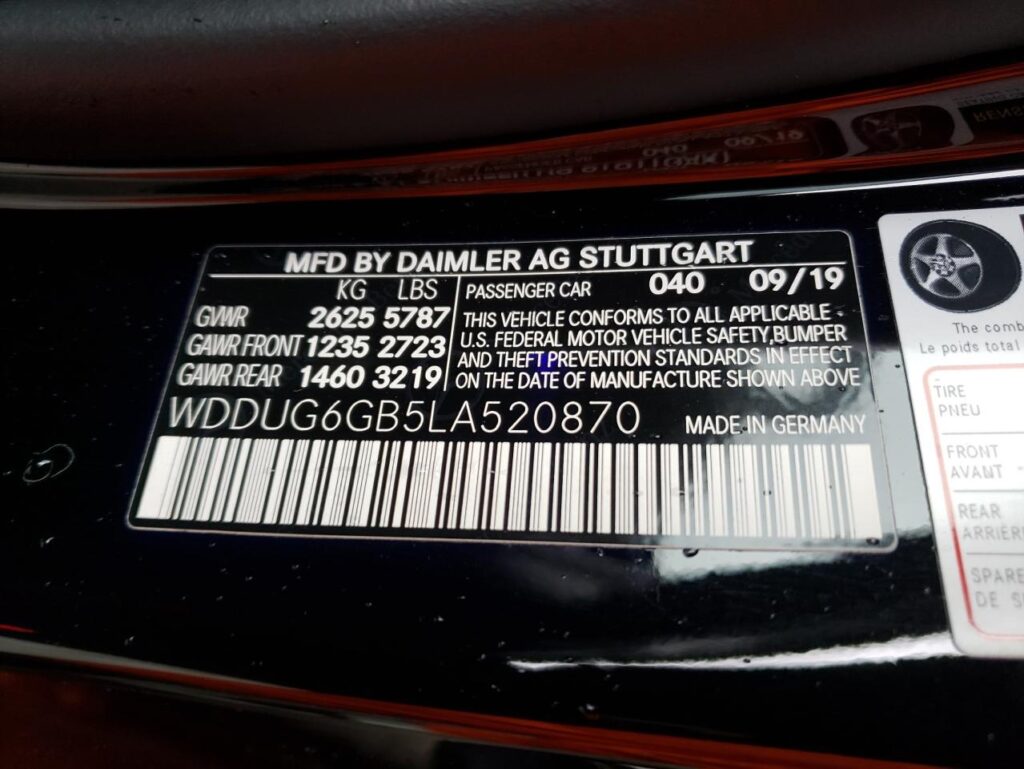 MFD BY DAIMLER AG STUTTGART
KG LBS
GVWR 2625 5787
GAWR FRONT 1235 2723
GAWR REAR 1460 3219
PASSENGER CAR 040 09/19
THIS VEHICLE CONFORMS TO ALL APPLICABLE
U.S. FEDERAL MOTOR VEHICLE SAFETY, BUMPER
AND THEFT PREVENTION STANDARDS IN EFFECT
ON THE DATE OF MANUFACTURE SHOWN ABOVE
WDDUG6GB5LA520870 MADE IN GERMANY
The comb
Le poids total
TIRE
PNEU
FRONT
AVANT
REAR
ARRIÈRE
SPARE
DE